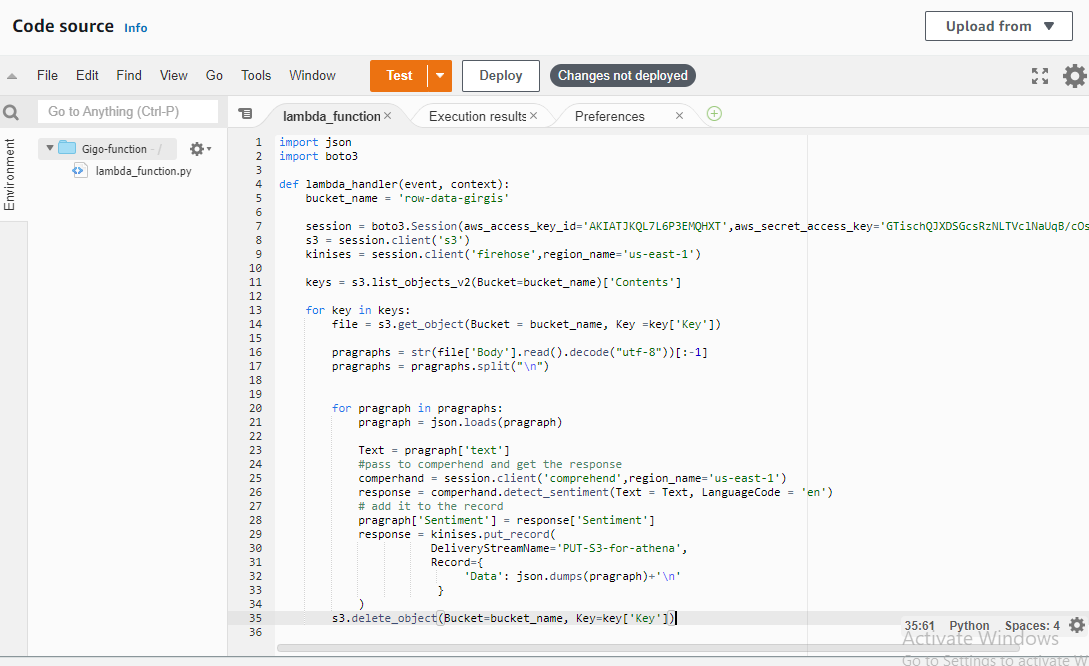 Code source Info
Upload from
File Edit Find View Go Tools Window Test Deploy Changes not deployed
Go to Anything (Ctrl-P)
lambda_function × Execution results × Preferences ×
Environment
Gigo-function - /
lambda_function.py
1 import json
2 import boto3
3
4 def lambda_handler(event, context):
5 bucket_name = 'row-data-girgis'
6
7 session = boto3.Session(aws_access_key_id='AKIATJKQL7L6P3EMQHXT',aws_secret_access_key='GTischQJXDSGcsRzNLTVclNaUqB/cOs
8 s3 = session.client('s3')
9 kinises = session.client('firehose',region_name='us-east-1')
10
11 keys = s3.list_objects_v2(Bucket=bucket_name)['Contents']
12
13 for key in keys:
14 file = s3.get_object(Bucket = bucket_name, Key =key['Key'])
15
16 pragraphs = str(file['Body'].read().decode("utf-8"))[:-1]
17 pragraphs = pragraphs.split("\n")
18
19
20 for pragraph in pragraphs:
21 pragraph = json.loads(pragraph)
22
23 Text = pragraph['text']
24 #pass to comperhend and get the response
25 comperhand = session.client('comprehend',region_name='us-east-1')
26 response = comperhand.detect_sentiment(Text = Text, LanguageCode = 'en')
27 # add it to the record
28 pragraph['Sentiment'] = response['Sentiment']
29 response = kinises.put_record(
30 DeliveryStreamName='PUT-S3-for-athena',
31 Record={
32 'Data': json.dumps(pragraph)+'\n'
33 }
34 )
35 s3.delete_object(Bucket=bucket_name, Key=key['Key'])
36
35:61 Python Spaces: 4
Activate Windows
Go to Settings to activate W